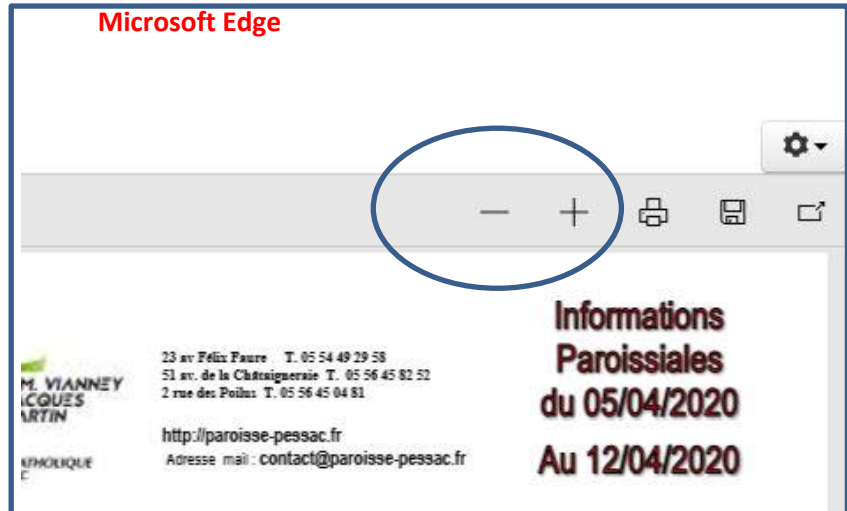 Microsoft Edge
M. VIANNEY
ACQUES
ARTIN
23 av Félix Faure T. 05 54 49 29 58
51 av. de la Châtaigneraie T. 05 56 45 82 52
2 rue des Poilus T. 05 56 45 04 81
http://paroisse-pessac.fr
Adresse mail : contact@paroisse-pessac.fr
Informations
Paroissiales
du 05/04/2020
Au 12/04/2020